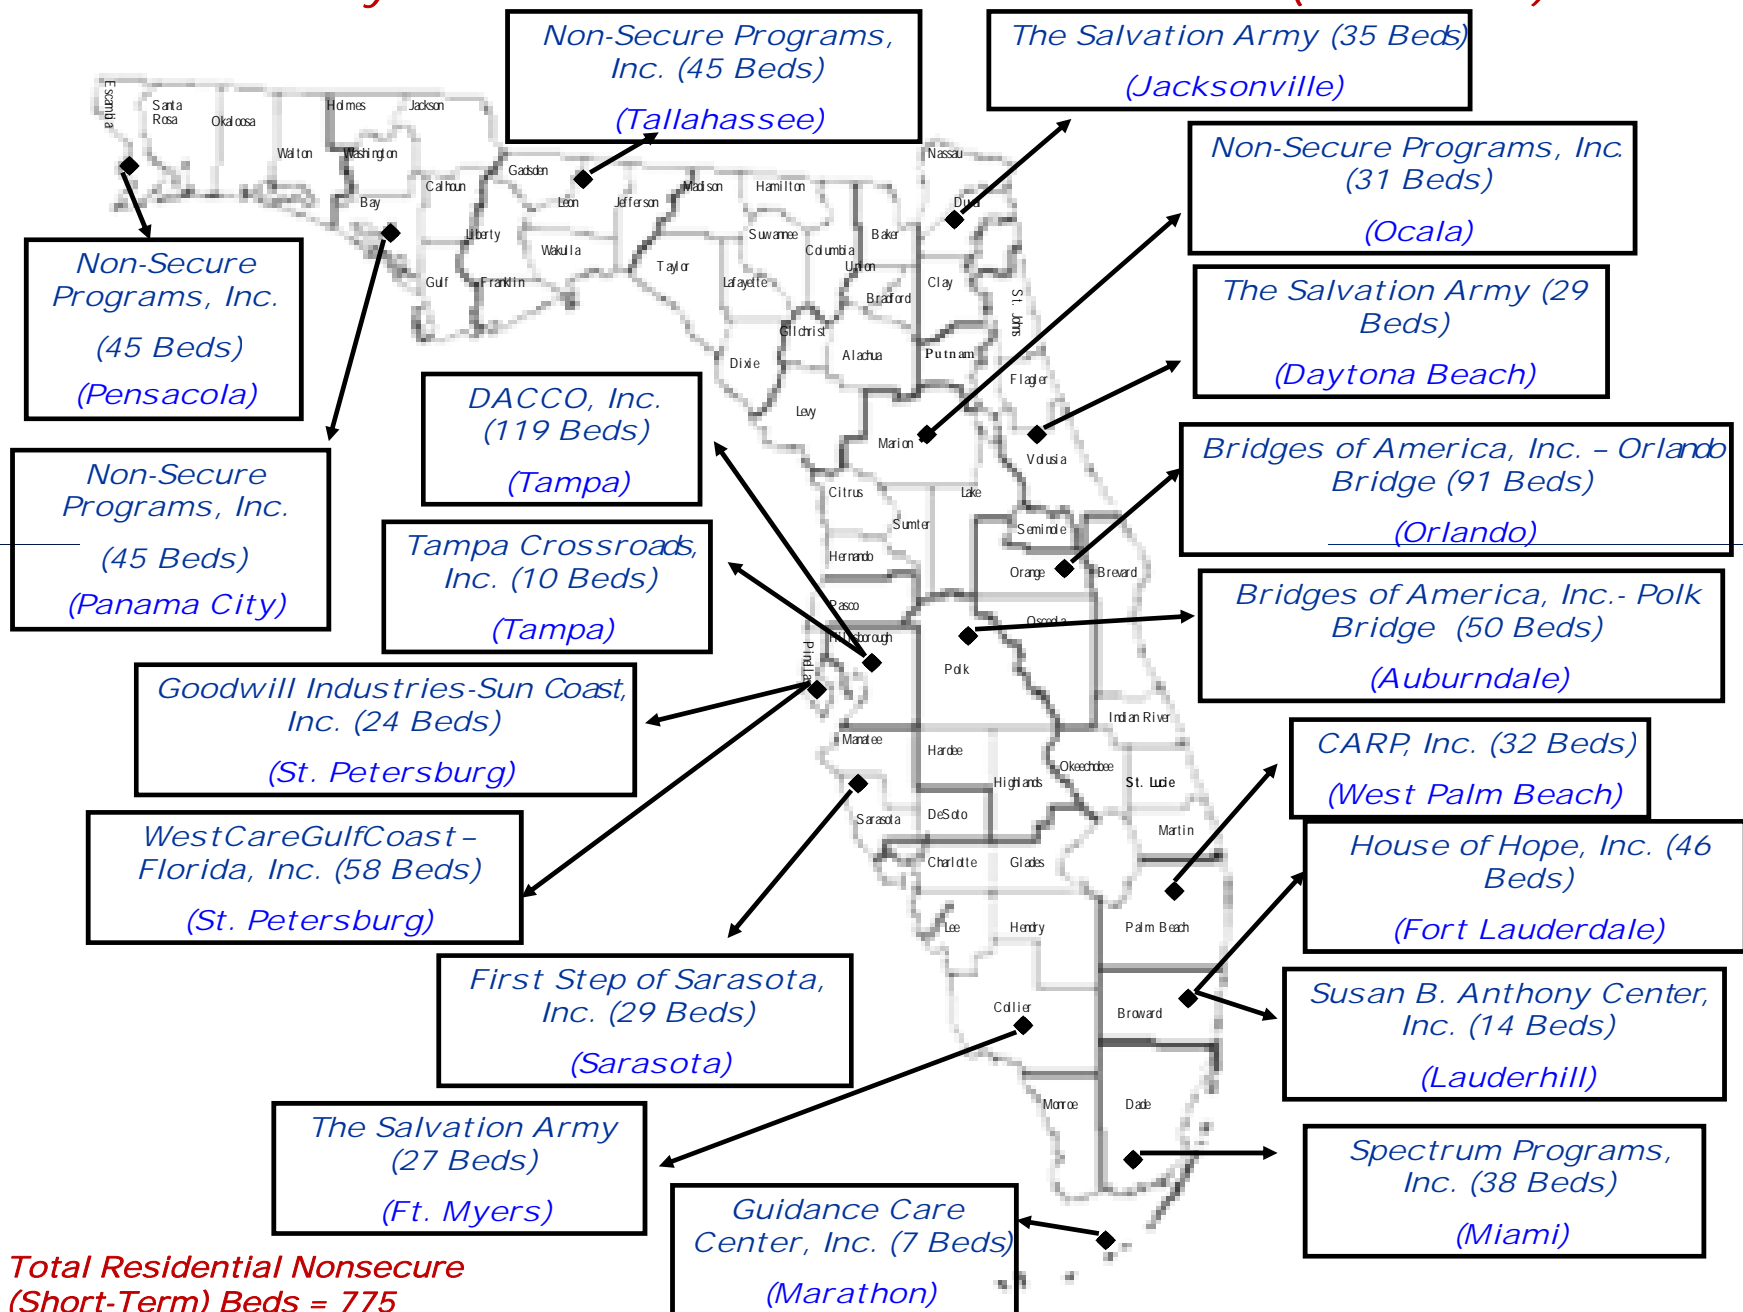 Non-Secure Programs,
Inc. (45 Beds)
(Tallahassee)
The Salvation Army (35 Beds)
(Jacksonville)
Non-Secure Programs, Inc.
(31 Beds)
(Ocala)
The Salvation Army (29
Beds)
(Daytona Beach)
Bridges of America, Inc. – Orlando
Bridge (91 Beds)
(Orlando)
Bridges of America, Inc.- Polk
Bridge (50 Beds)
(Auburndale)
CARP, Inc. (32 Beds)
(West Palm Beach)
House of Hope, Inc. (46
Beds)
(Fort Lauderdale)
Susan B. Anthony Center,
Inc. (14 Beds)
(Lauderhill)
Spectrum Programs,
Inc. (38 Beds)
(Miami)
Non-Secure
Programs, Inc.
(45 Beds)
(Pensacola)
Non-Secure
Programs, Inc.
(45 Beds)
(Panama City)
DACCO, Inc.
(119 Beds)
(Tampa)
Tampa Crossroads,
Inc. (10 Beds)
(Tampa)
Goodwill Industries-Sun Coast,
Inc. (24 Beds)
(St. Petersburg)
WestCareGulfCoast –
Florida, Inc. (58 Beds)
(St. Petersburg)
First Step of Sarasota,
Inc. (29 Beds)
(Sarasota)
The Salvation Army
(27 Beds)
(Ft. Myers)
Guidance Care
Center, Inc. (7 Beds)
(Marathon)
Total Residential Nonsecure
(Short-Term) Beds = 775
Escambia
Santa
Rosa
Okaloosa
Walton
Holmes
Jackson
Washington
Bay
Calhoun
Gulf
Liberty
Gadsden
Franklin
Leon
Wakulla
Jefferson
Madison
Taylor
Hamilton
Suwannee
Lafayette
Columbia
Dixie
Gilchrist
Baker
Union
Bradford
Alachua
Nassau
Duval
Clay
St. Johns
Putnam
Flagler
Levy
Marion
Volusia
Citrus
Sumter
Lake
Hernando
Seminole
Orange
Brevard
Pasco
Hillsborough
Pinellas
Polk
Osceola
Indian River
Manatee
Hardee
Highlands
Okeechobee
St. Lucie
Sarasota
DeSoto
Martin
Charlotte
Glades
Lee
Hendry
Palm Beach
Collier
Broward
Monroe
Dade